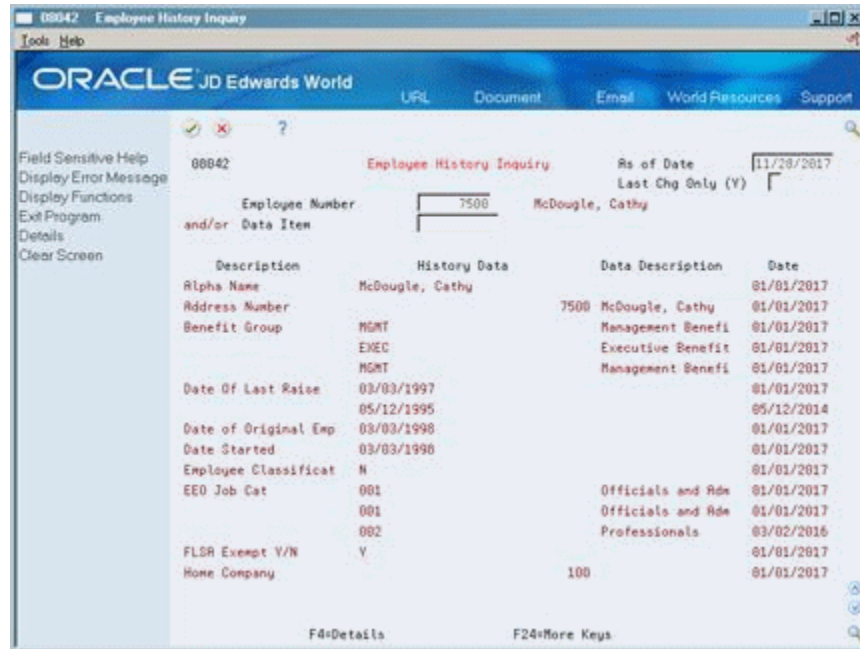 08042 Employee History Inquiry
Tools Help
ORACLE JD Edwards World
URL Document Email World Resources Support
?
Field Sensitive Help
Display Error Message
Display Functions
Exit Program
Details
Clear Screen
08042 Employee History Inquiry As of Date 11/28/2017
Last Chg Only (Y)
Employee Number 7500 McDougle, Cathy
and/or Data Item
Description History Data Data Description Date
Alpha Name McDougle, Cathy 01/01/2017
Address Number 7500 McDougle, Cathy 01/01/2017
Benefit Group MGMT Management Benefi 01/01/2017
EXEC Executive Benefit 01/01/2017
MGMT Management Benefi 01/01/2017
Date Of Last Raise 03/03/1997 01/01/2017
05/12/1995 05/12/2014
Date of Original Emp 03/03/1998 01/01/2017
Date Started 03/03/1998 01/01/2017
Employee Classificat N 01/01/2017
EEO Job Cat 001 Officials and Adm 01/01/2017
001 Officials and Adm 01/01/2017
002 Professionals 03/02/2016
FLSA Exempt Y/N Y 01/01/2017
Home Company 100 01/01/2017
F4=Details F24=More Keys